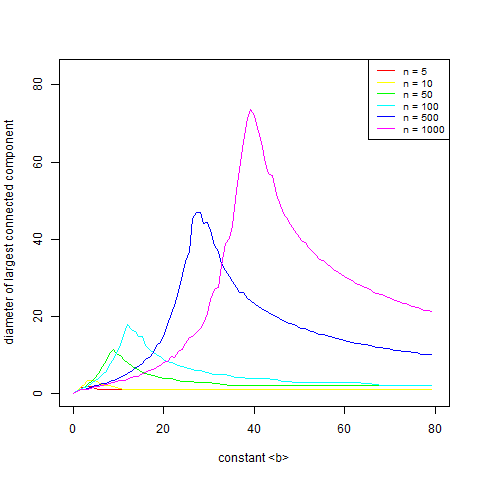 diameter of largest connected component
80
60
40
20
0
0 20 40 60 80
constant <b>
n = 5
n = 10
n = 50
n = 100
n = 500
n = 1000